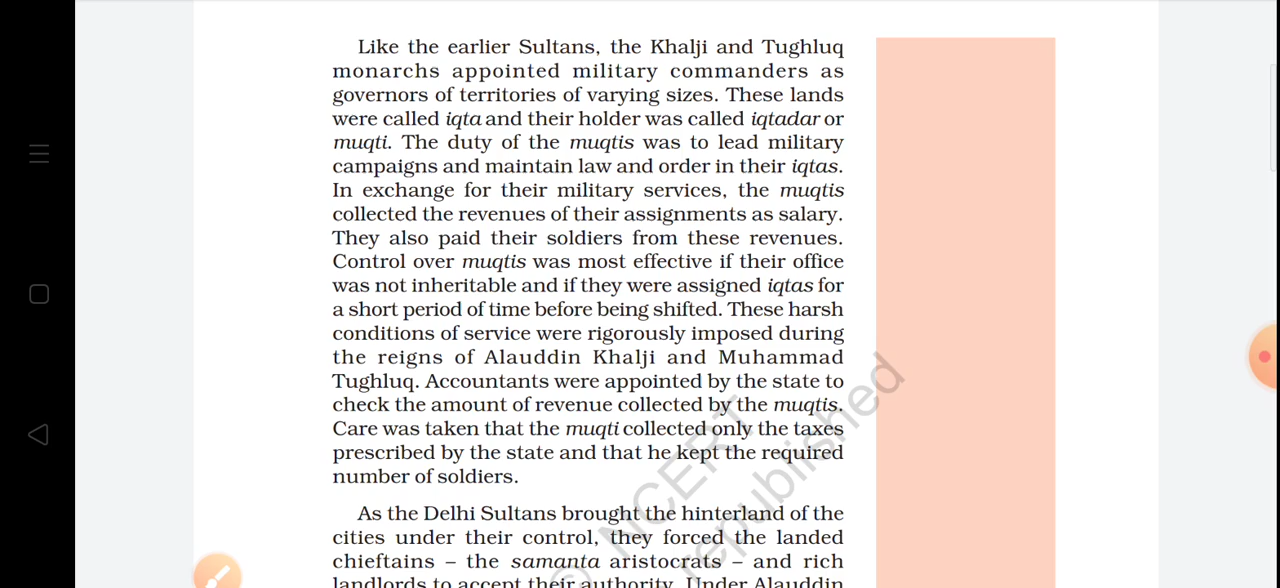 Like the earlier Sultans, the Khalji and Tughluq
monarchs appointed military commanders as
governors of territories of varying sizes. These lands
were called iqta and their holder was called iqtadar or
muqti. The duty of the muqtis was to lead military
campaigns and maintain law and order in their iqtas.
In exchange for their military services, the muqtis
collected the revenues of their assignments as salary.
They also paid their soldiers from these revenues.
Control over muqtis was most effective if their office
was not inheritable and if they were assigned iqtas for
a short period of time before being shifted. These harsh
conditions of service were rigorously imposed during
the reigns of Alauddin Khalji and Muhammad
Tughluq. Accountants were appointed by the state to
check the amount of revenue collected by the muqtis.
Care was taken that the muqti collected only the taxes
prescribed by the state and that he kept the required
number of soldiers.
As the Delhi Sultans brought the hinterland of the
cities under their control, they forced the landed
chieftains – the samanta aristocrats – and rich
landlords to accept their authority. Under Alauddin
© NCERT
republished